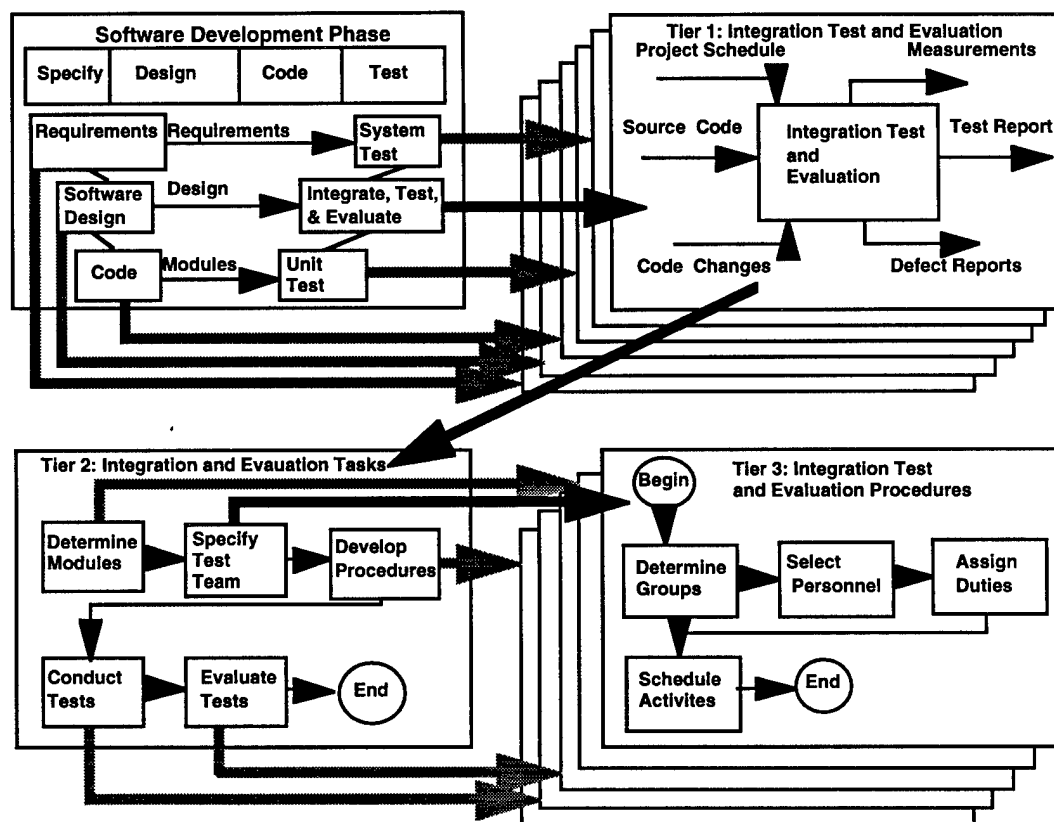 Software Development Phase
Specify
Design
Code
Test
Requirements
Requirements
System
Test
Software
Design
Design
Integrate, Test,
& Evaluate
Code
Modules
Unit
Test
Tier 1: Integration Test and Evaluation
Project Schedule
Measurements
Source Code
Integration Test
and
Evaluation
Test Report
Code Changes
Defect Reports
Tier 2: Integration and Evauation Tasks
Determine
Modules
Specify
Test
Team
Develop
Procedures
Conduct
Tests
Evaluate
Tests
End
Tier 3: Integration Test
and Evaluation Procedures
Begin
Determine
Groups
Select
Personnel
Assign
Duties
Schedule
Activites
End